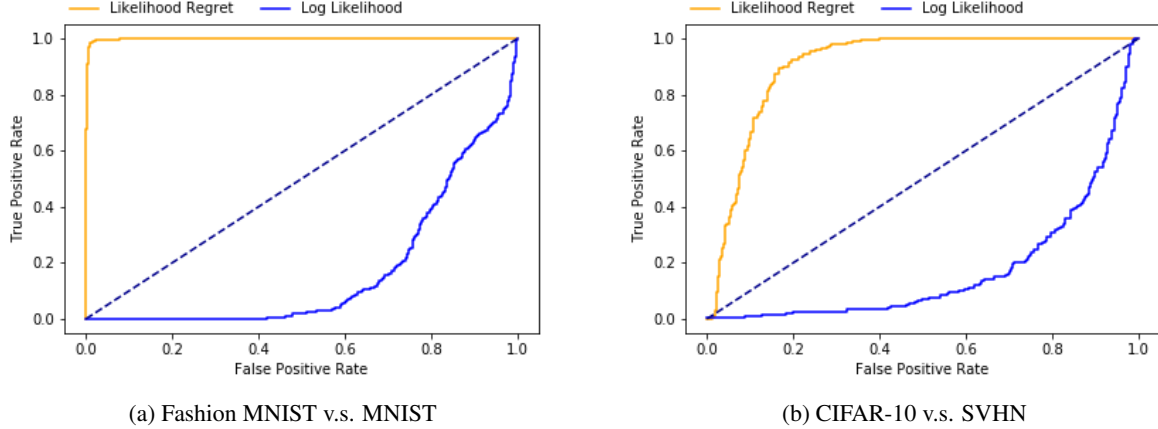 Likelihood Regret Log Likelihood
1.0
0.8
0.6
0.4
0.2
0.0
True Positive Rate
0.0 0.2 0.4 0.6 0.8 1.0
False Positive Rate
(a) Fashion MNIST v.s. MNIST
Likelihood Regret Log Likelihood
1.0
0.8
0.6
0.4
0.2
0.0
True Positive Rate
0.0 0.2 0.4 0.6 0.8 1.0
False Positive Rate
(b) CIFAR-10 v.s. SVHN